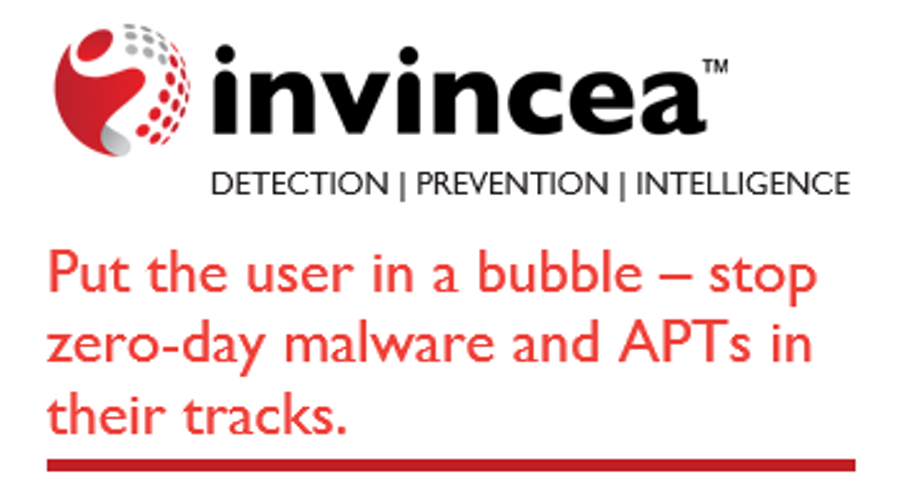 invincea™
DETECTION | PREVENTION | INTELLIGENCE
Put the user in a bubble – stop
zero-day malware and APTs in
their tracks.